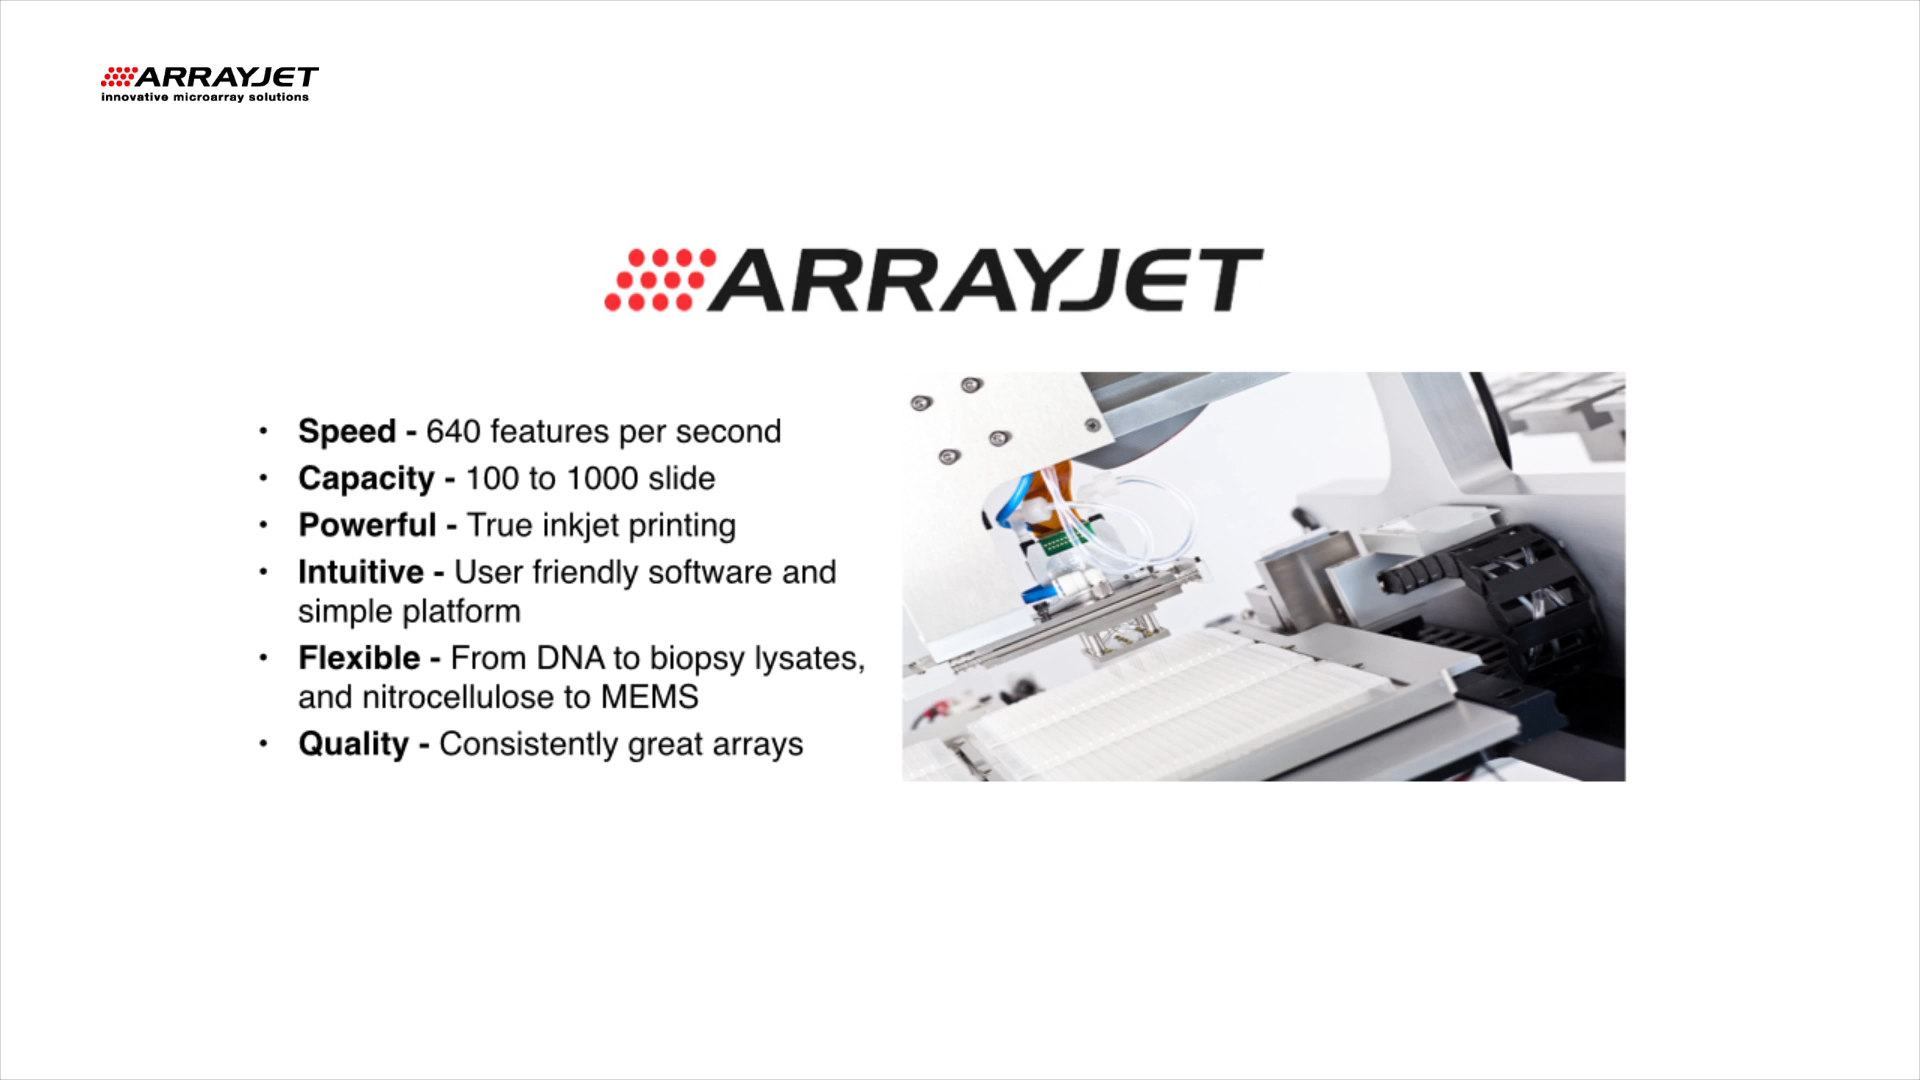 ARRAYJET
innovative microarray solutions
ARRAYJET
• Speed - 640 features per second
• Capacity - 100 to 1000 slide
• Powerful - True inkjet printing
• Intuitive - User friendly software and
simple platform
• Flexible - From DNA to biopsy lysates,
and nitrocellulose to MEMS
• Quality - Consistently great arrays